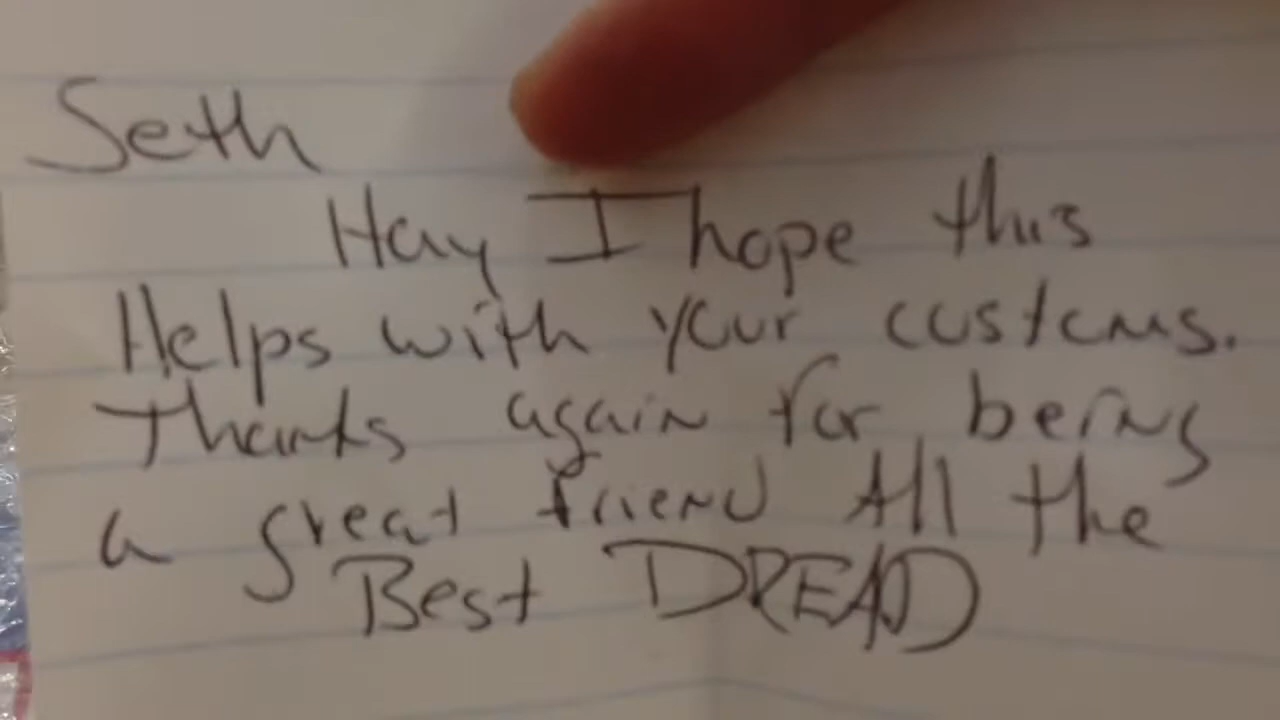 Seth
Hay I hope this
Helps with your customs.
Thanks again for being
a great friend All the
Best DREAD